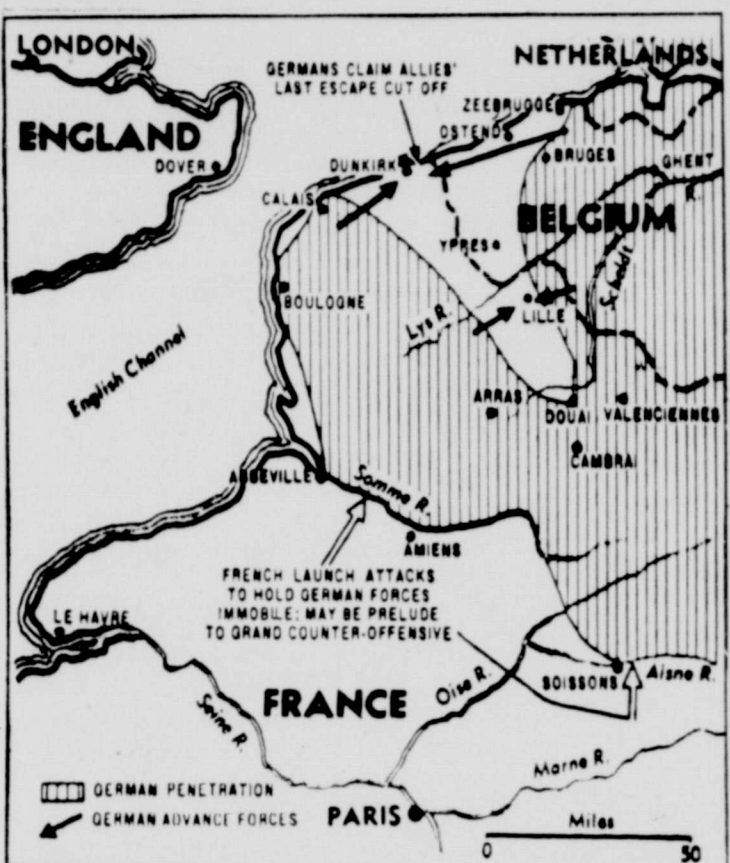 LONDON
NETHERLANDS
GERMANS CLAIM ALLIES'
LAST ESCAPE CUT OFF
ZEEBRUGGE
OSTEND
ENGLAND
DOVER
DUNKIRK
BRUGES
GHENT
CALAIS
R.
BELGIUM
YPRES
Scheldt
BOULOGNE
LILLE
Lys R.
English Channel
ARRAS
DOUAI
VALENCIENNES
CAMBRAI
ABBEVILLE
Somme R.
AMIENS
FRENCH LAUNCH ATTACKS
TO HOLD GERMAN FORCES
IMMOBILE; MAY BE PRELUDE
TO GRAND COUNTER-OFFENSIVE
LE HAVRE
SOISSONS
Aisne R.
Oise R.
FRANCE
Seine R.
Marne R.
GERMAN PENETRATION
GERMAN ADVANCE FORCES
PARIS
Miles
0 50